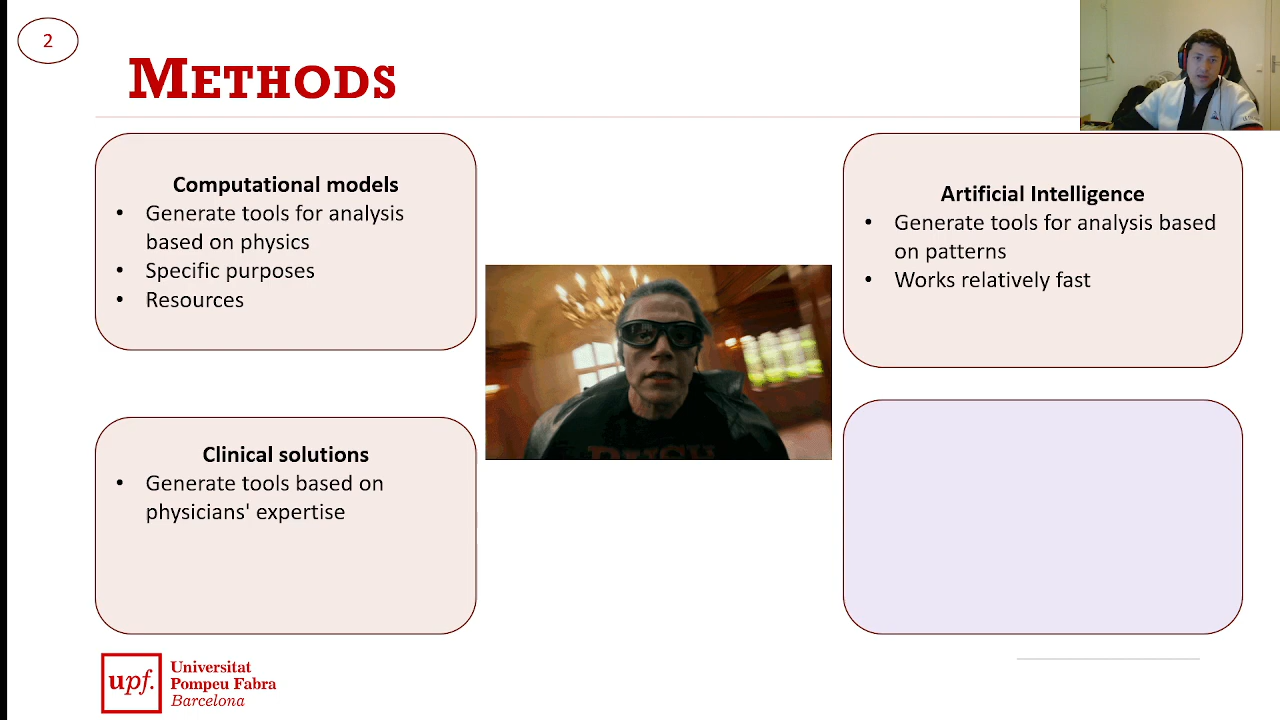 2
METHODS
Computational models
• Generate tools for analysis
based on physics
• Specific purposes
• Resources
Artificial Intelligence
• Generate tools for analysis based
on patterns
• Works relatively fast
Clinical solutions
• Generate tools based on
physicians' expertise
upf.
Universitat
Pompeu Fabra
Barcelona